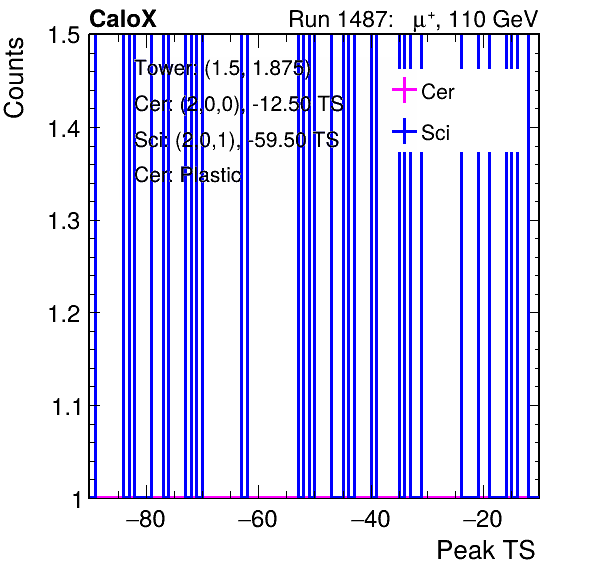 CaloX Run 1487: μ⁺, 110 GeV
Counts
1.5
1.4
1.3
1.2
1.1
1
Tower: (1.5, 1.875)
Cer: (2,0,0), -12.50 TS
Sci: (2,0,1), -59.50 TS
Cer: Plastic
Cer
Sci
−80 −60 −40 −20
Peak TS